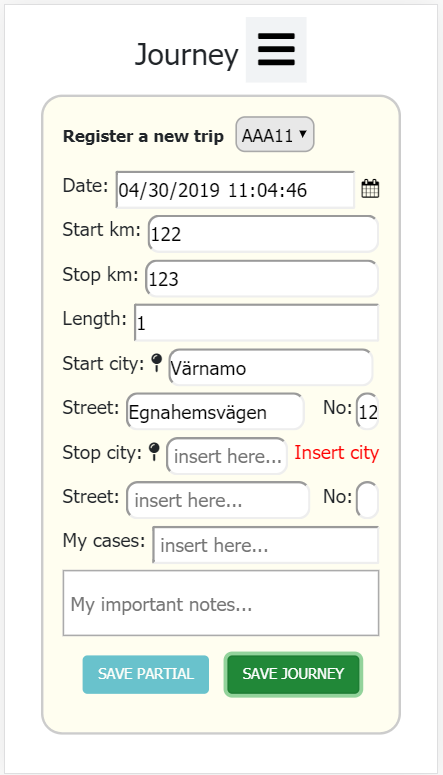 Journey
Register a new trip AAA11
Date: 04/30/2019 11:04:46
Start km: 122
Stop km: 123
Length: 1
Start city: Värnamo
Street: Egnahemsvägen No: 12
Stop city: insert here... Insert city
Street: insert here... No:
My cases: insert here...
My important notes...
SAVE PARTIAL SAVE JOURNEY